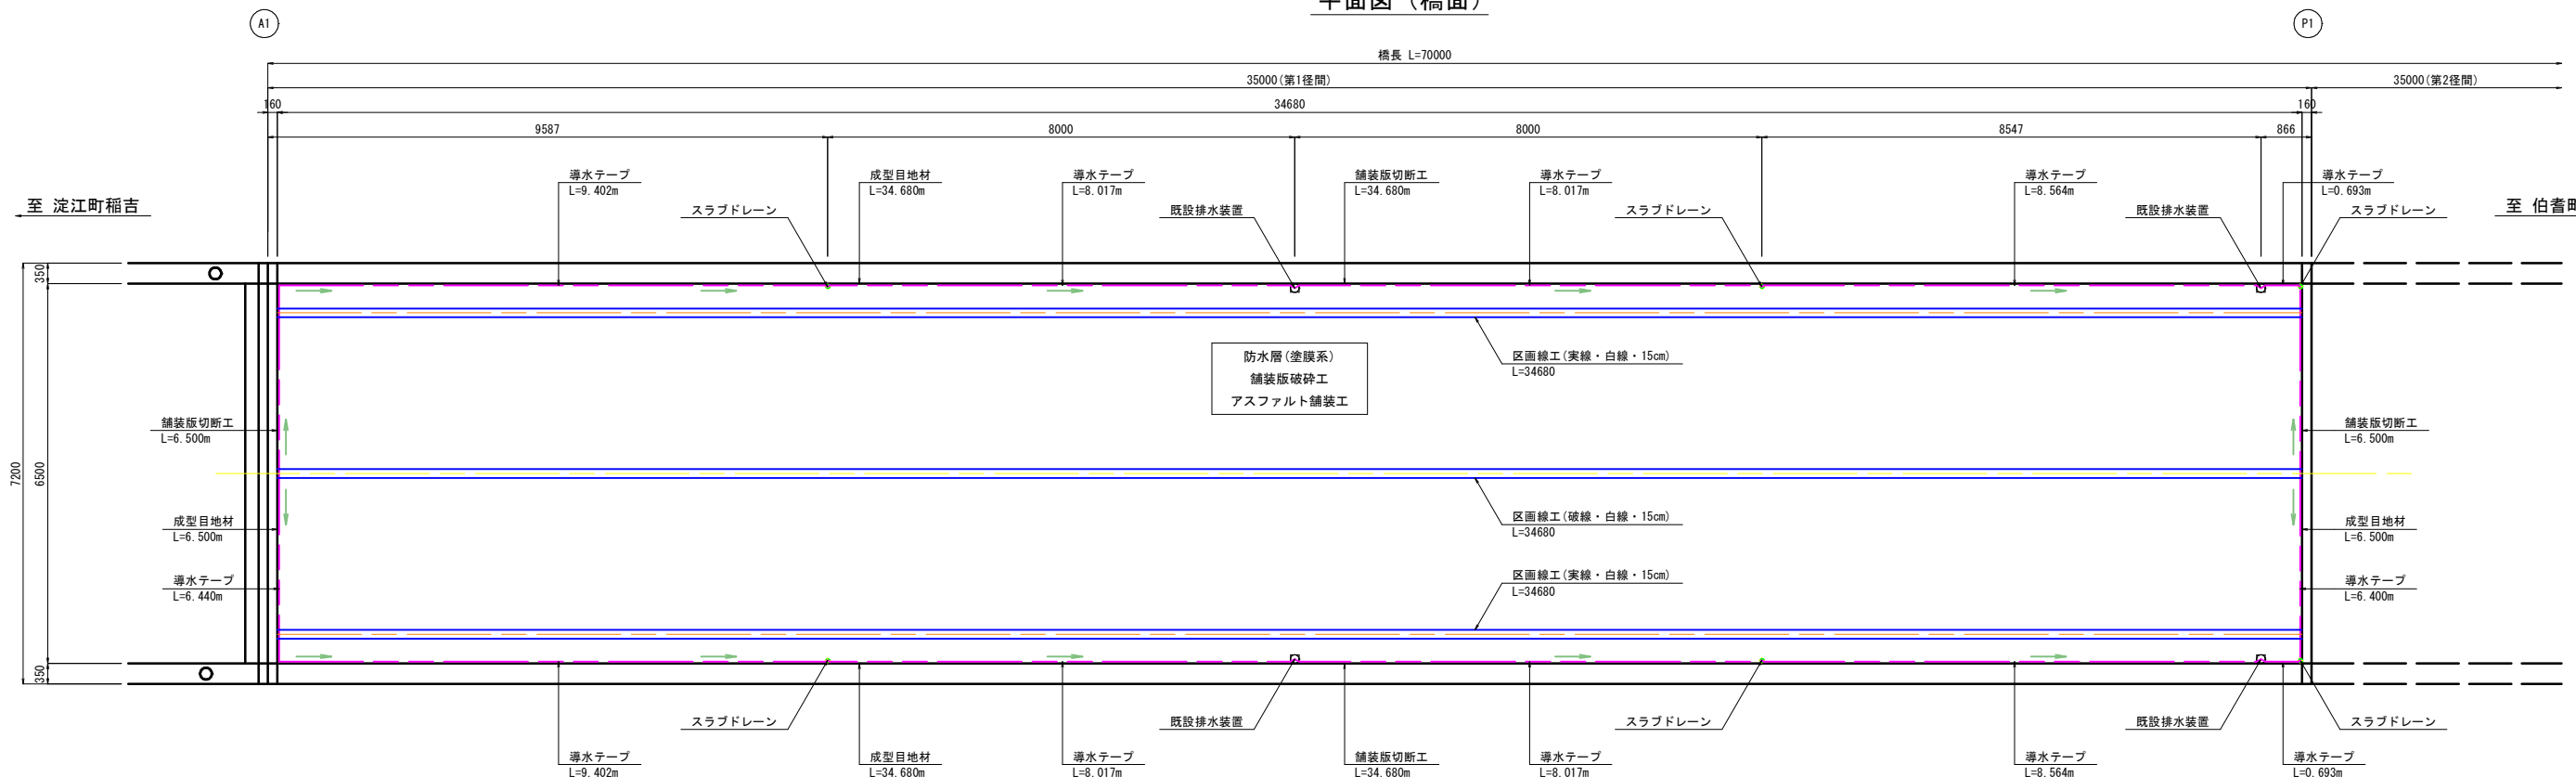 平面図（橋面）
A1
P1
橋長 L=70000
35000(第1径間)
35000(第2径間)
160
34680
160
9587
8000
8000
8547
866
導水テープ
L=9.402m
成型目地材
L=34.680m
導水テープ
L=8.017m
舗装版切断工
L=34.680m
導水テープ
L=8.017m
導水テープ
L=8.564m
導水テープ
L=0.693m
至 淀江町稲吉
スラブドレーン
既設排水装置
スラブドレーン
既設排水装置
スラブドレーン
至 伯耆町
350
7200
6500
350
防水層(塗膜系)
舗装版破砕工
アスファルト舗装工
区画線工(実線・白線・15cm)
L=34680
舗装版切断工
L=6.500m
舗装版切断工
L=6.500m
成型目地材
L=6.500m
区画線工(破線・白線・15cm)
L=34680
成型目地材
L=6.500m
導水テープ
L=6.440m
区画線工(実線・白線・15cm)
L=34680
導水テープ
L=6.400m
スラブドレーン
既設排水装置
スラブドレーン
既設排水装置
スラブドレーン
導水テープ
L=9.402m
成型目地材
L=34.680m
導水テープ
L=8.017m
舗装版切断工
L=34.680m
導水テープ
L=8.017m
導水テープ
L=8.564m
導水テープ
L=0.693m